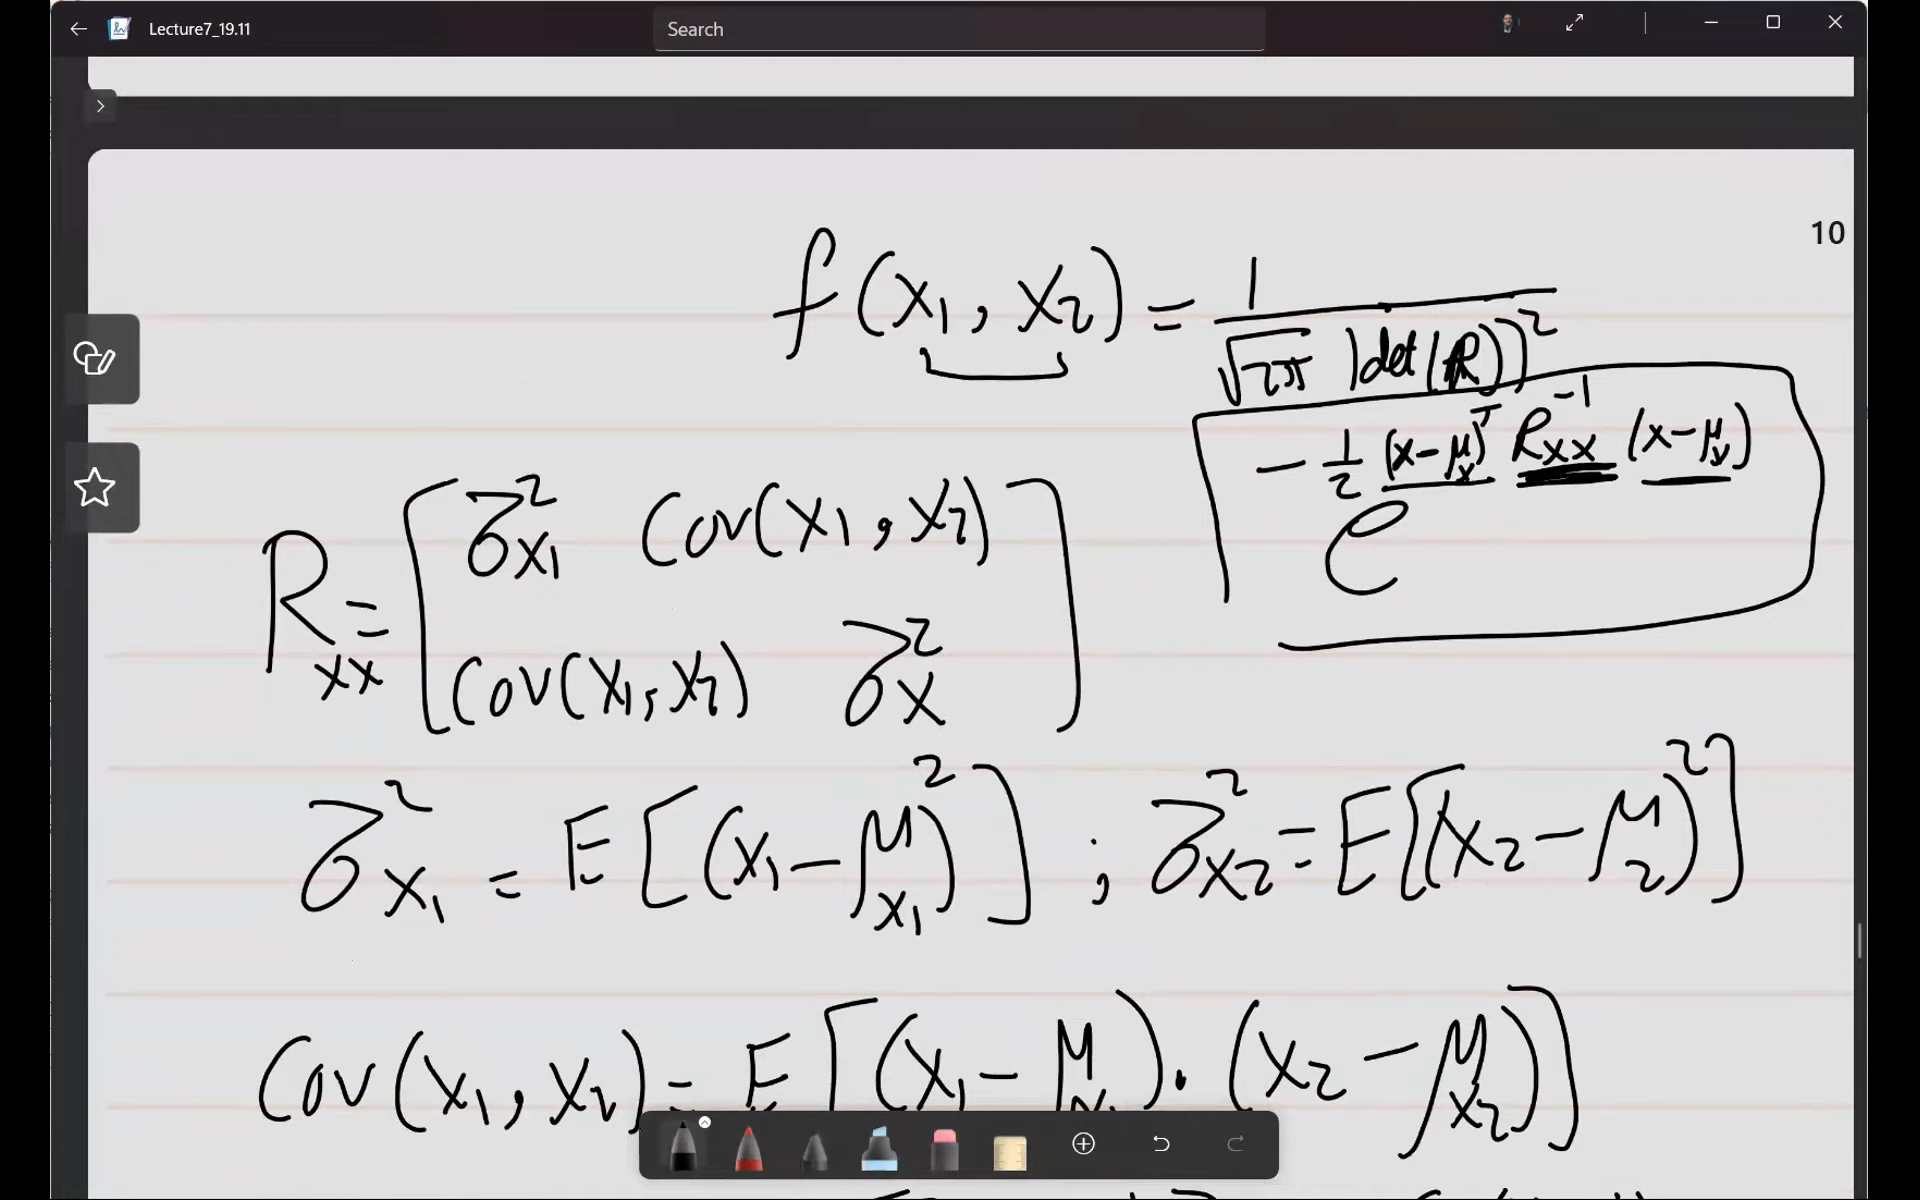 Lecture7_19.11
Search
10
f(x₁, x₂) = 1 / √2π |det(R)|² e^(-1/2 (x-μₓ)ᵀ Rₓₓ⁻¹ (x-μₓ))
Rₓₓ = [σ²ₓ₁ Cov(x₁, x₂)
Cov(x₁, x₂) σ²ₓ]
σ²ₓ₁ = E[(x₁ - μₓ₁)²] ; σ²ₓ₂ = E[(x₂ - μ₂)²]
Cov(x₁, x₂) = E[(x₁ - μₓ₁) · (x₂ - μₓ₂)]